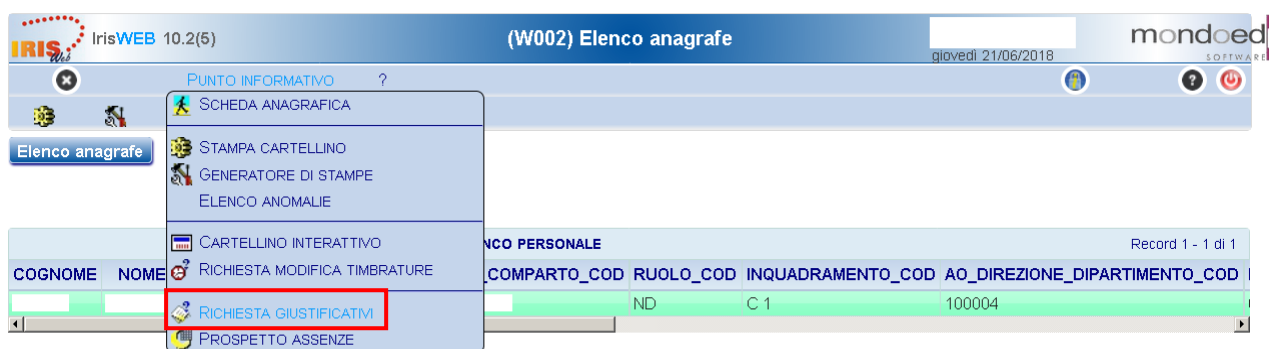 IRIS Web IrisWEB 10.2(5) (W002) Elenco anagrafe giovedì 21/06/2018 mondoed
SOFTWARE
PUNTO INFORMATIVO ?
SCHEDA ANAGRAFICA
Elenco anagrafe
STAMPA CARTELLINO
GENERATORE DI STAMPE
ELENCO ANOMALIE
CARTELLINO INTERATTIVO
NCO PERSONALE Record 1 - 1 di 1
RICHIESTA MODIFICA TIMBRATURE
COGNOME NOME _COMPARTO_COD RUOLO_COD INQUADRAMENTO_COD AO_DIREZIONE_DIPARTIMENTO_COD
ND C 1 100004
RICHIESTA GIUSTIFICATIVI
PROSPETTO ASSENZE